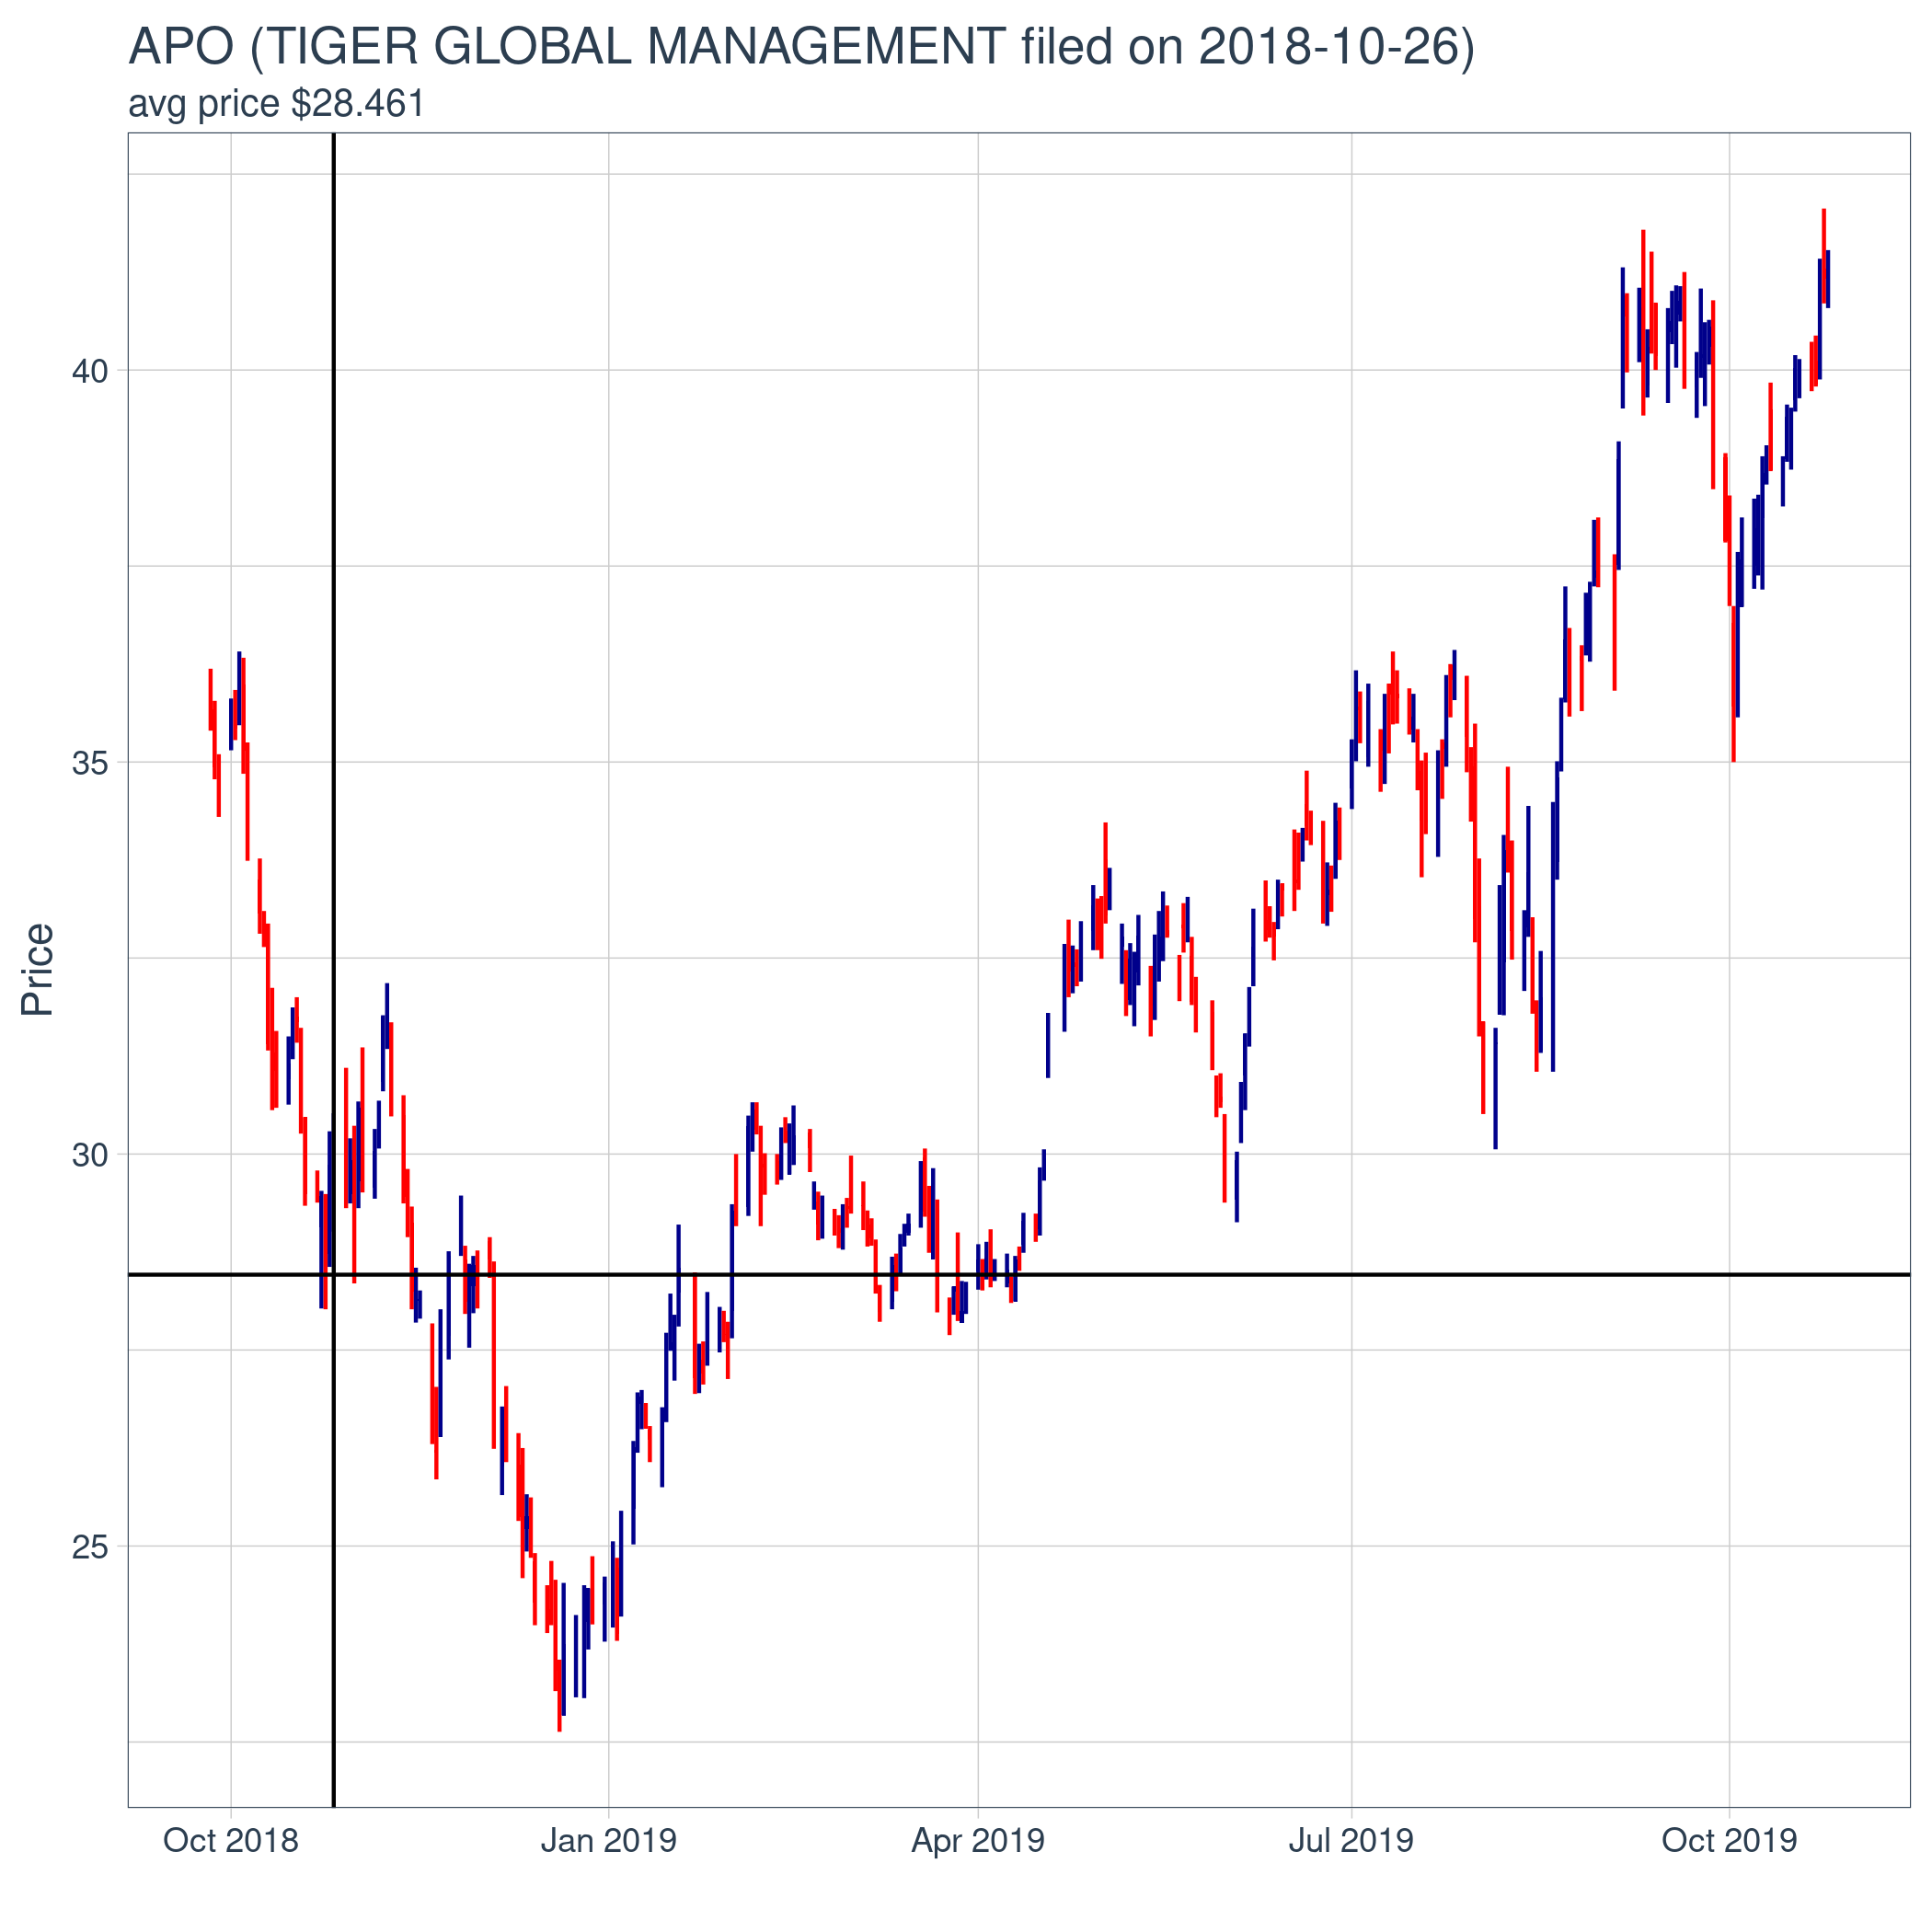 APO (TIGER GLOBAL MANAGEMENT filed on 2018-10-26)
avg price $28.461
Price
40
35
30
25
Oct 2018
Jan 2019
Apr 2019
Jul 2019
Oct 2019